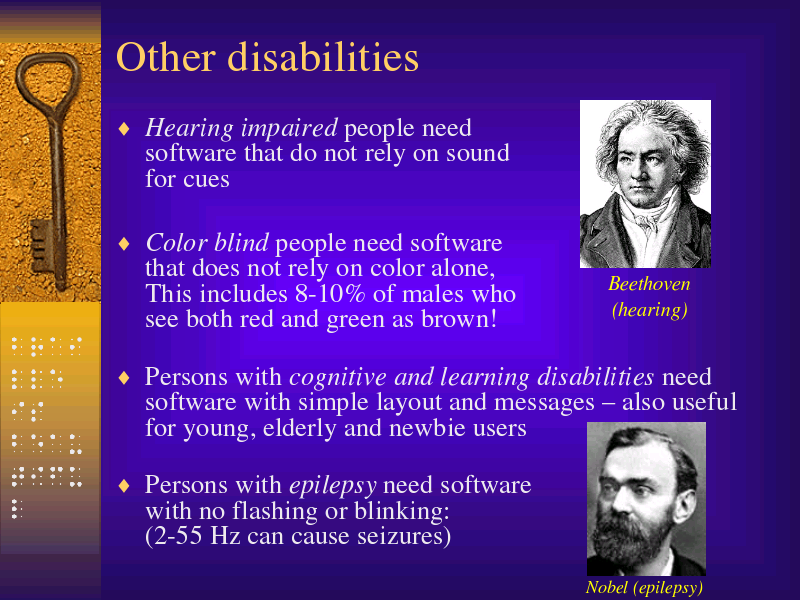 Other disabilities
Hearing impaired people need
software that do not rely on sound
for cues
Color blind people need software
that does not rely on color alone,
This includes 8-10% of males who
see both red and green as brown!
Beethoven
(hearing)
Persons with cognitive and learning disabilities need
software with simple layout and messages – also useful
for young, elderly and newbie users
Persons with epilepsy need software
with no flashing or blinking:
(2-55 Hz can cause seizures)
Nobel (epilepsy)